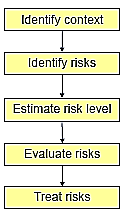 Identify context
Identify risks
Estimate risk level
Evaluate risks
Treat risks